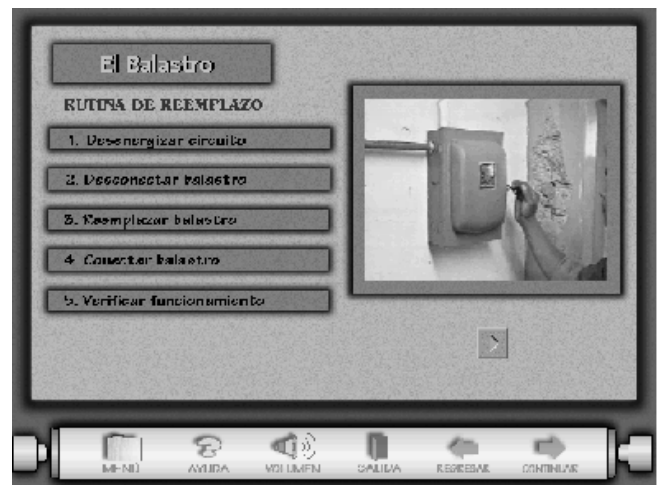 El Balastro
RUTINA DE REEMPLAZO
1. Desenergizar circuito
2. Desconectar balastro
3. Reemplazar balastro
4. Conectar balastro
5. Verificar funcionamiento
MENÚ
AYUDA
VOLUMEN
SALIDA
REGRESAR
CONTINUAR